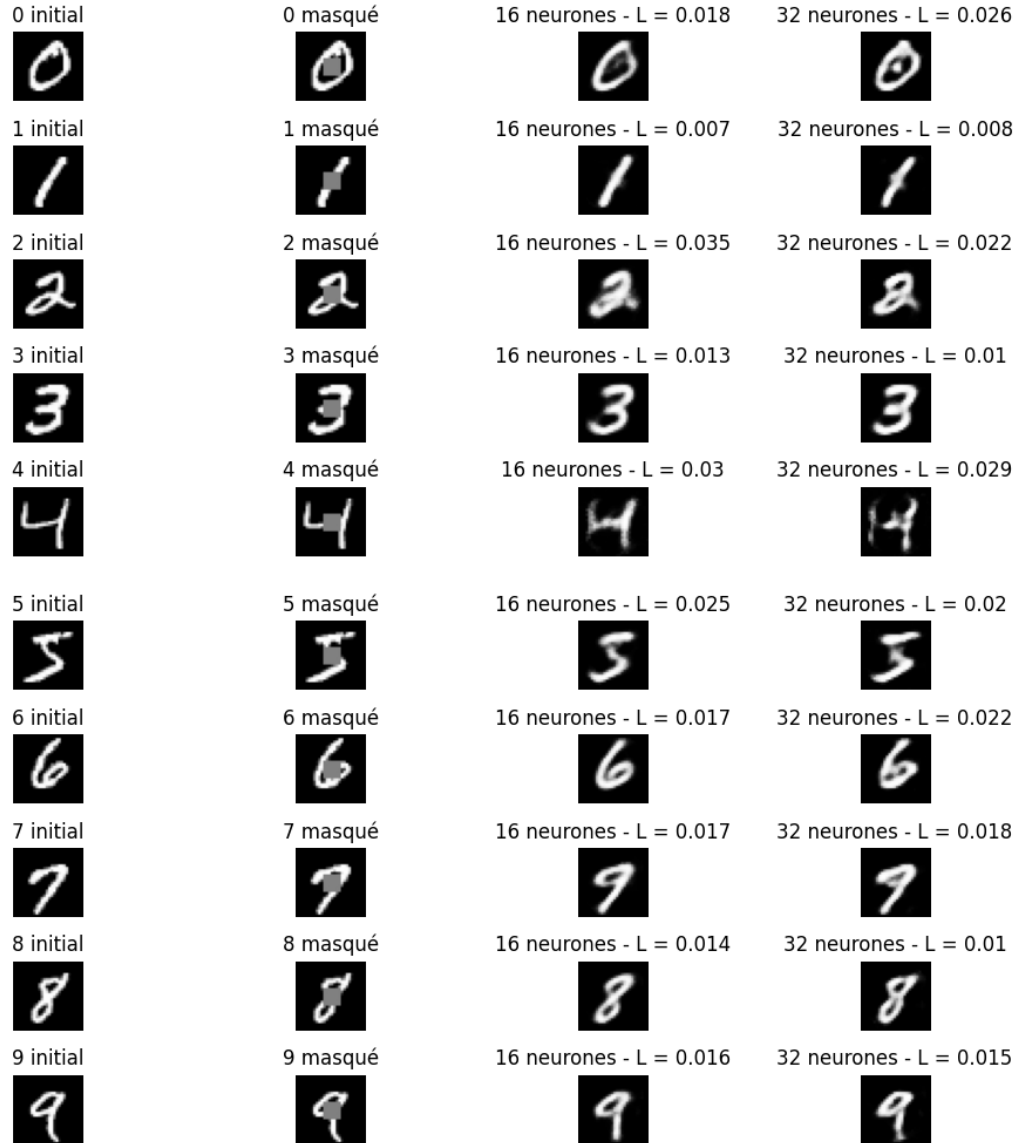 0 initial 0 masqué 16 neurones - L = 0.018 32 neurones - L = 0.026
1 initial 1 masqué 16 neurones - L = 0.007 32 neurones - L = 0.008
2 initial 2 masqué 16 neurones - L = 0.035 32 neurones - L = 0.022
3 initial 3 masqué 16 neurones - L = 0.013 32 neurones - L = 0.01
4 initial 4 masqué 16 neurones - L = 0.03 32 neurones - L = 0.029
5 initial 5 masqué 16 neurones - L = 0.025 32 neurones - L = 0.02
6 initial 6 masqué 16 neurones - L = 0.017 32 neurones - L = 0.022
7 initial 7 masqué 16 neurones - L = 0.017 32 neurones - L = 0.018
8 initial 8 masqué 16 neurones - L = 0.014 32 neurones - L = 0.01
9 initial 9 masqué 16 neurones - L = 0.016 32 neurones - L = 0.015